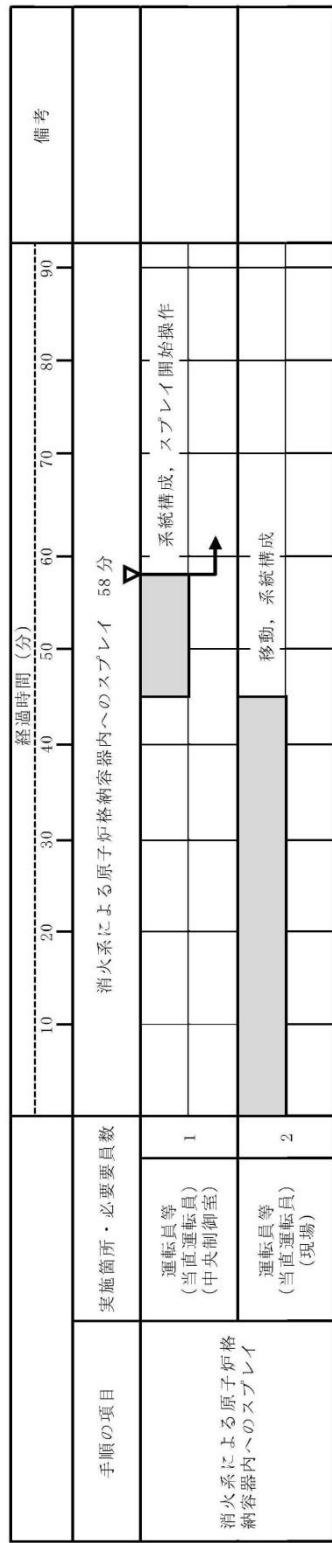 経過時間（分）
備考
10 20 30 40 50 60 70 80 90
手順の項目
実施箇所・必要要員数
消火系による原子炉格納容器内へのスプレイ 58分
消火系による原子炉格
納容器内へのスプレイ
運転員等
(当直運転員)
(中央制御室)
1
系統構成，スプレイ開始操作
運転員等
(当直運転員)
(現場)
2
移動，系統構成